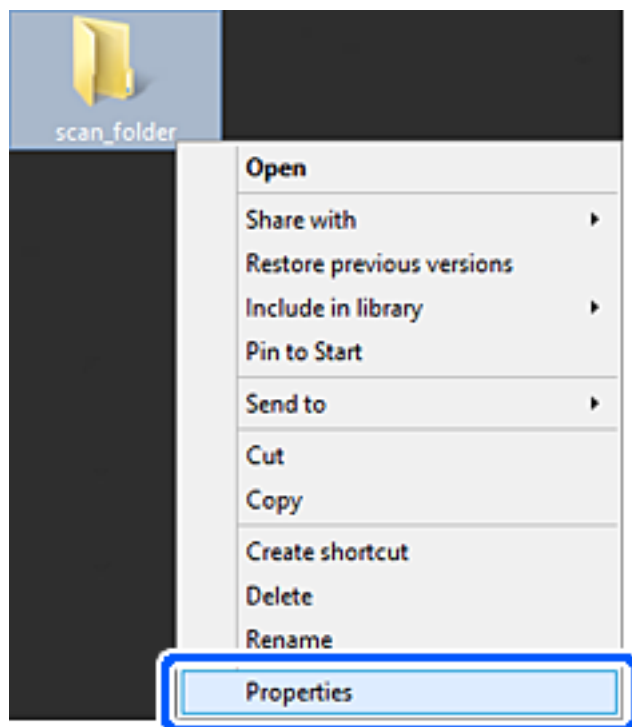 scan_folder
Open
Share with
Restore previous versions
Include in library
Pin to Start
Send to
Cut
Copy
Create shortcut
Delete
Rename
Properties